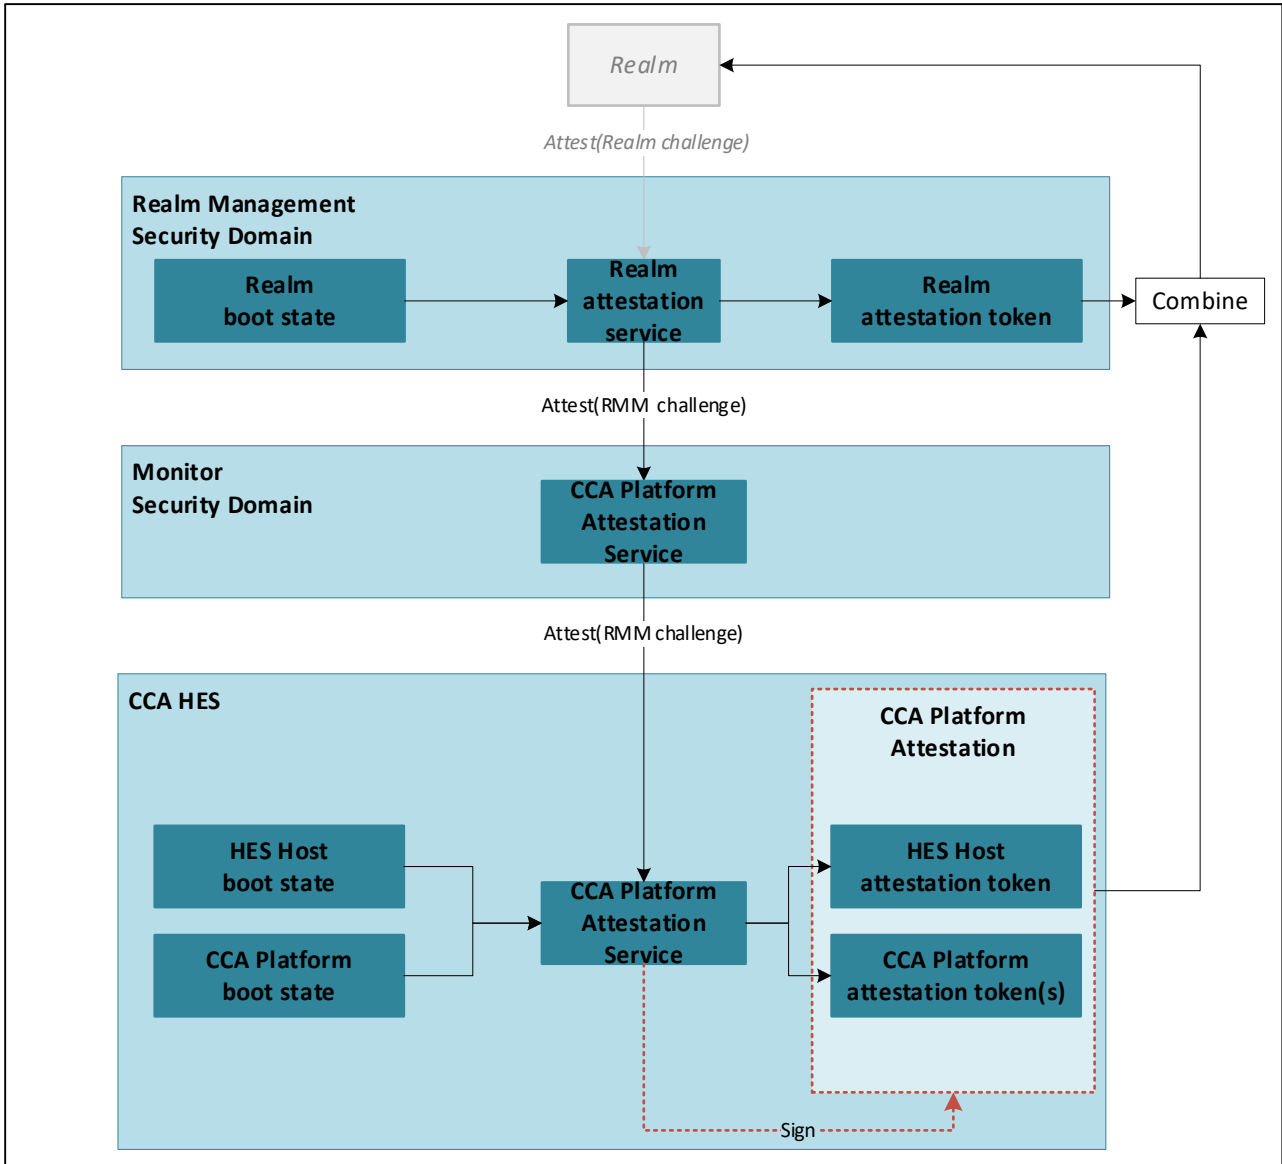 Realm
Attest(Realm challenge)
Realm Management
Security Domain
Realm
boot state
Realm
attestation
service
Realm
attestation token
Combine
Attest(RMM challenge)
Monitor
Security Domain
CCA Platform
Attestation
Service
Attest(RMM challenge)
CCA HES
CCA Platform
Attestation
HES Host
boot state
HES Host
attestation token
CCA Platform
Attestation
Service
CCA Platform
boot state
CCA Platform
attestation token(s)
Sign